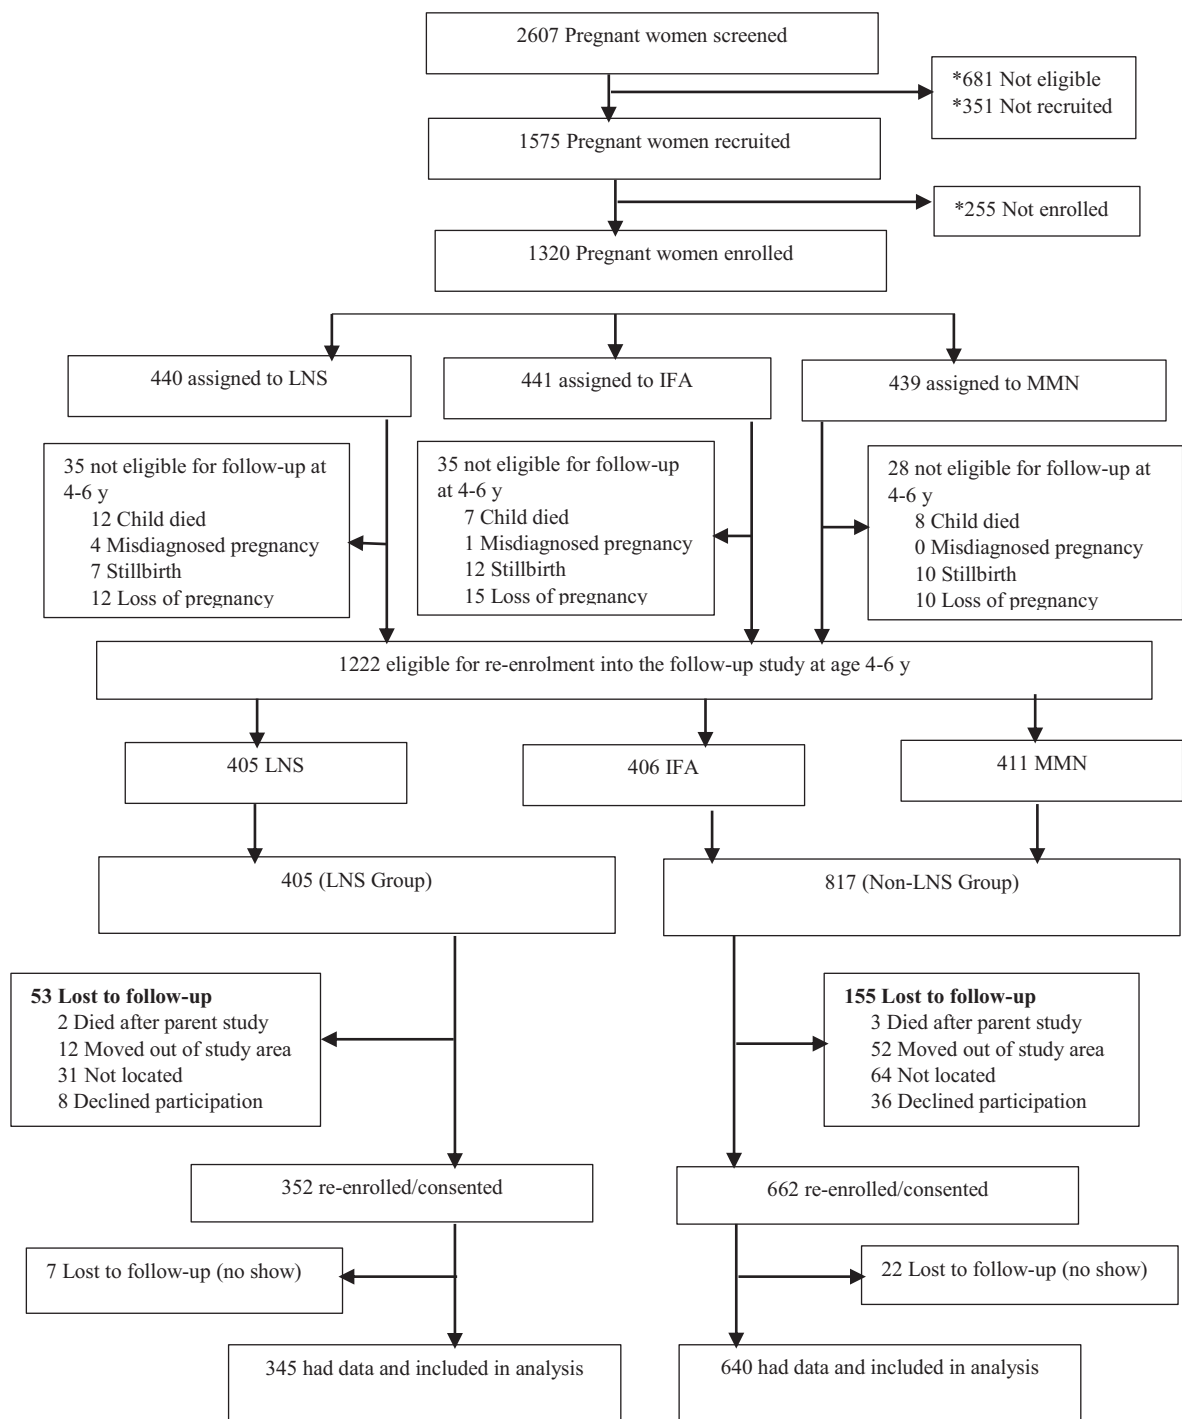 2607 Pregnant women screened
*681 Not eligible
*351 Not recruited
1575 Pregnant women recruited
*255 Not enrolled
1320 Pregnant women enrolled
440 assigned to LNS
441 assigned to IFA
439 assigned to MMN
35 not eligible for follow-up at
4-6 y
12 Child died
4 Misdiagnosed pregnancy
7 Stillbirth
12 Loss of pregnancy
35 not eligible for follow-up
at 4-6 y
7 Child died
1 Misdiagnosed pregnancy
12 Stillbirth
15 Loss of pregnancy
28 not eligible for follow-up at
4-6 y
8 Child died
0 Misdiagnosed pregnancy
10 Stillbirth
10 Loss of pregnancy
1222 eligible for re-enrolment into the follow-up study at age 4-6 y
405 LNS
406 IFA
411 MMN
405 (LNS Group)
817 (Non-LNS Group)
53 Lost to follow-up
2 Died after parent study
12 Moved out of study area
31 Not located
8 Declined participation
155 Lost to follow-up
3 Died after parent study
52 Moved out of study area
64 Not located
36 Declined participation
352 re-enrolled/consented
662 re-enrolled/consented
7 Lost to follow-up (no show)
22 Lost to follow-up (no show)
345 had data and included in analysis
640 had data and included in analysis